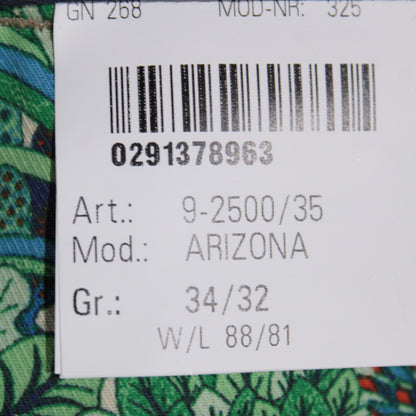 GN 268 MOD-NR: 325
0291378963
Art.: 9-2500/35
Mod.: ARIZONA
Gr.: 34/32
W/L 88/81